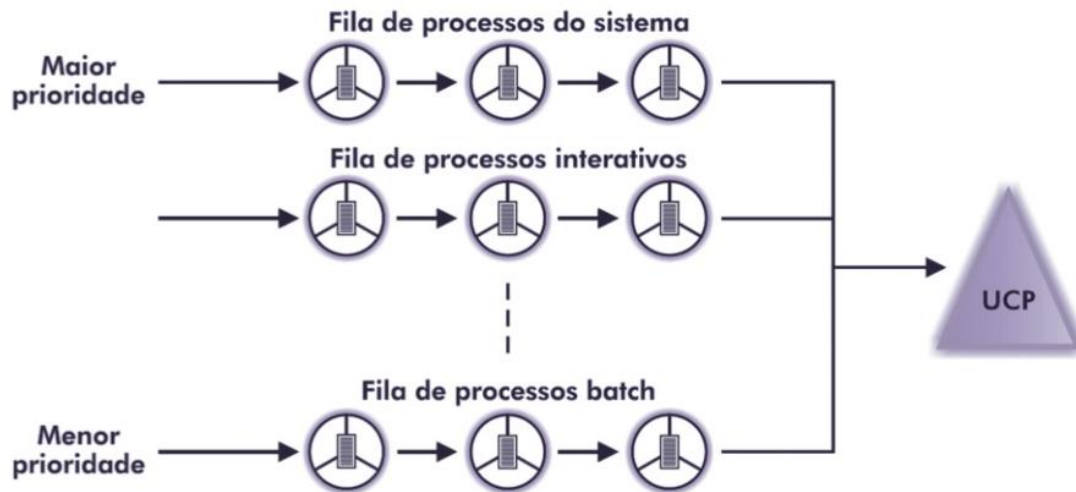 Fila de processos do sistema
Maior
prioridade
Fila de processos interativos
UCP
Fila de processos batch
Menor
prioridade